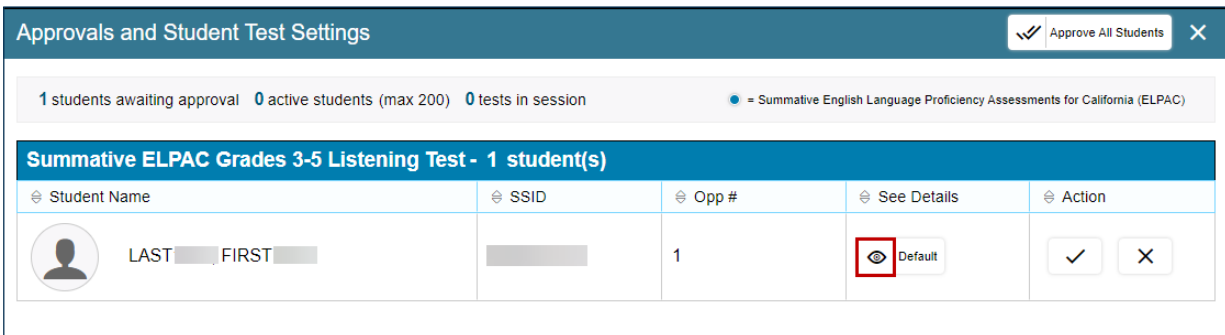 Approvals and Student Test Settings
Approve All Students
1 students awaiting approval 0 active students (max 200) 0 tests in session
= Summative English Language Proficiency Assessments for California (ELPAC)
Summative ELPAC Grades 3-5 Listening Test - 1 student(s)
Student Name SSID Opp # See Details Action
LAST , FIRST 1 Default